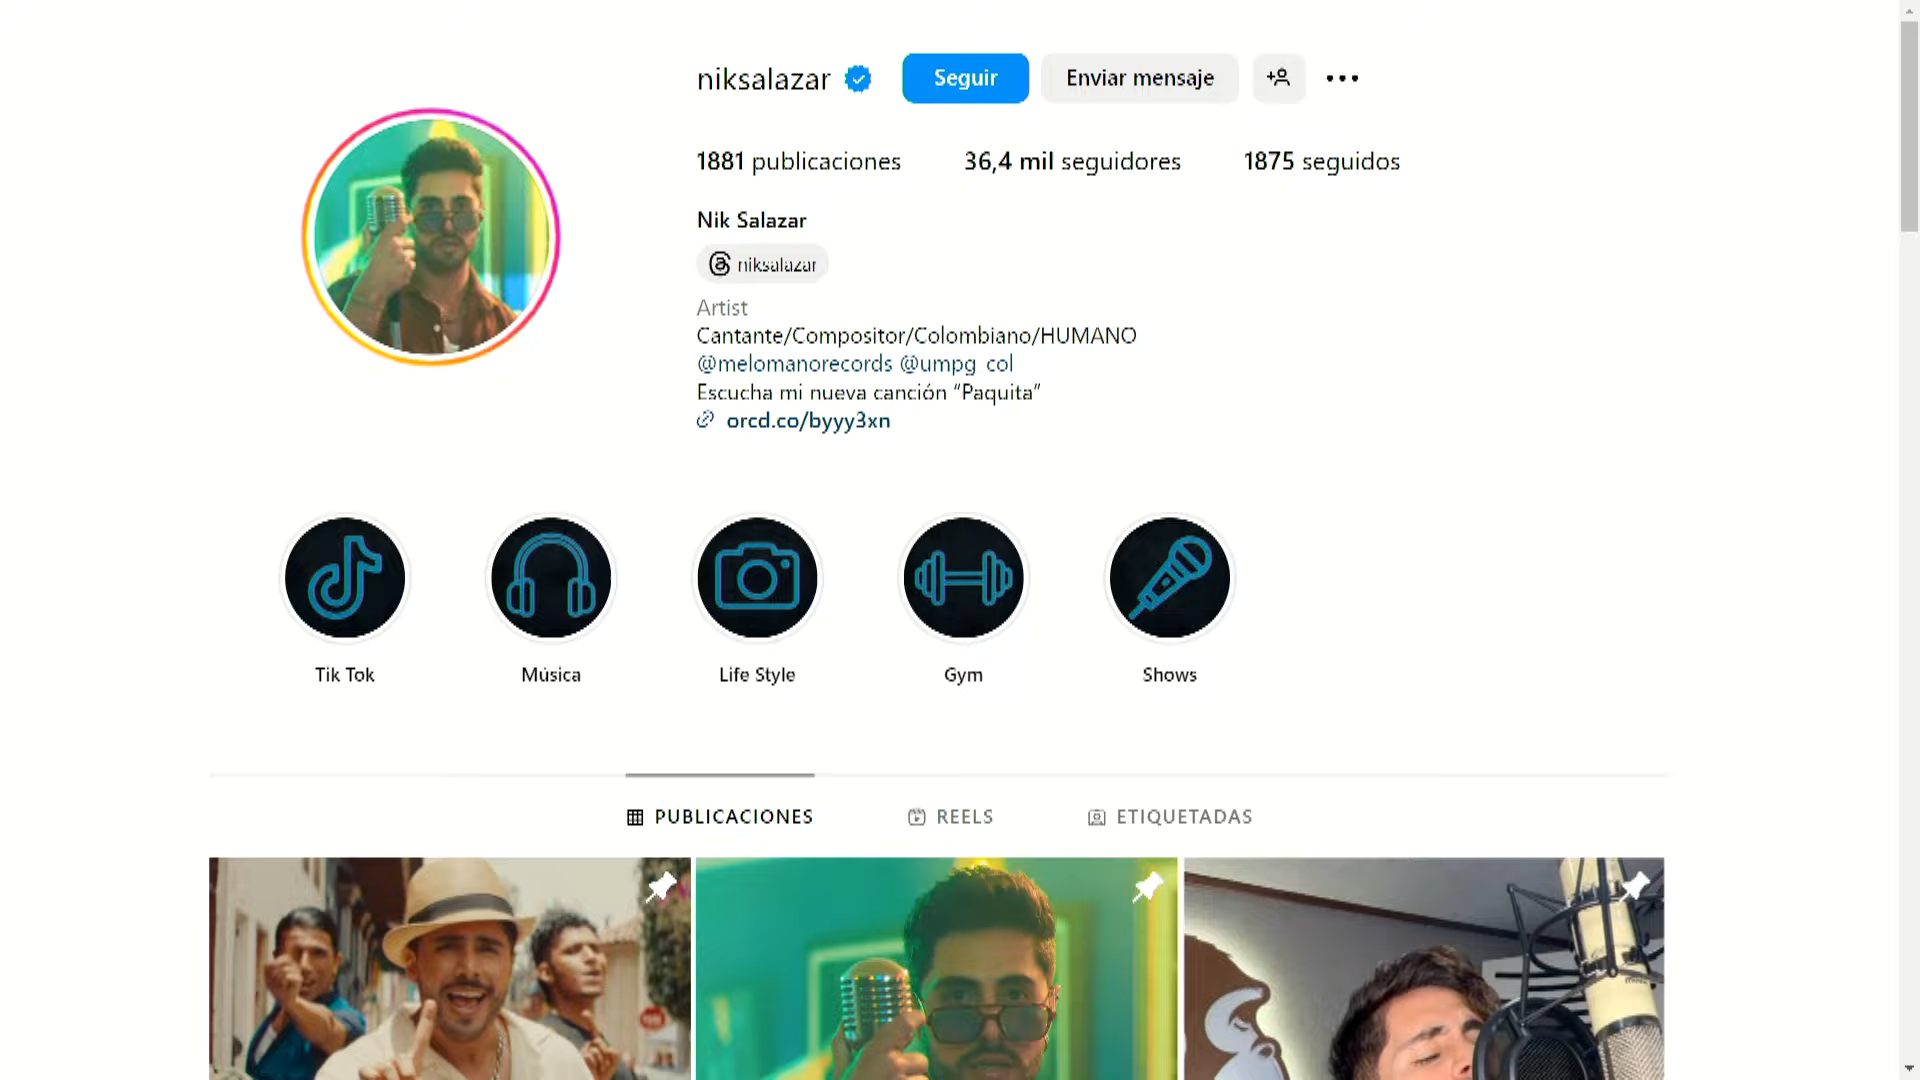 niksalazar
Seguir
Enviar mensaje
1881 publicaciones
36,4 mil seguidores
1875 seguidos
Nik Salazar
niksalazar
Artist
Cantante/Compositor/Colombiano/HUMANO
@melomanorecords @umpg_col
Escucha mi nueva canción “Paquita”
orcd.co/byyy3xn
Tik Tok
Música
Life Style
Gym
Shows
PUBLICACIONES
REELS
ETIQUETADAS